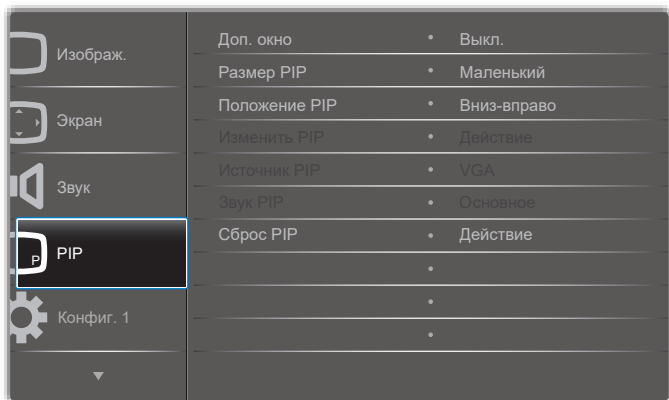 Изображ.
Экран
Звук
P
PIP
Конфиг. 1
Доп. окно • Выкл.
Размер PIP • Маленький
Положение PIP • Вниз-вправо
Изменить PIP • Действие
Источник PIP • VGA
Звук PIP • Основное
Сброс PIP • Действие
•
•
•